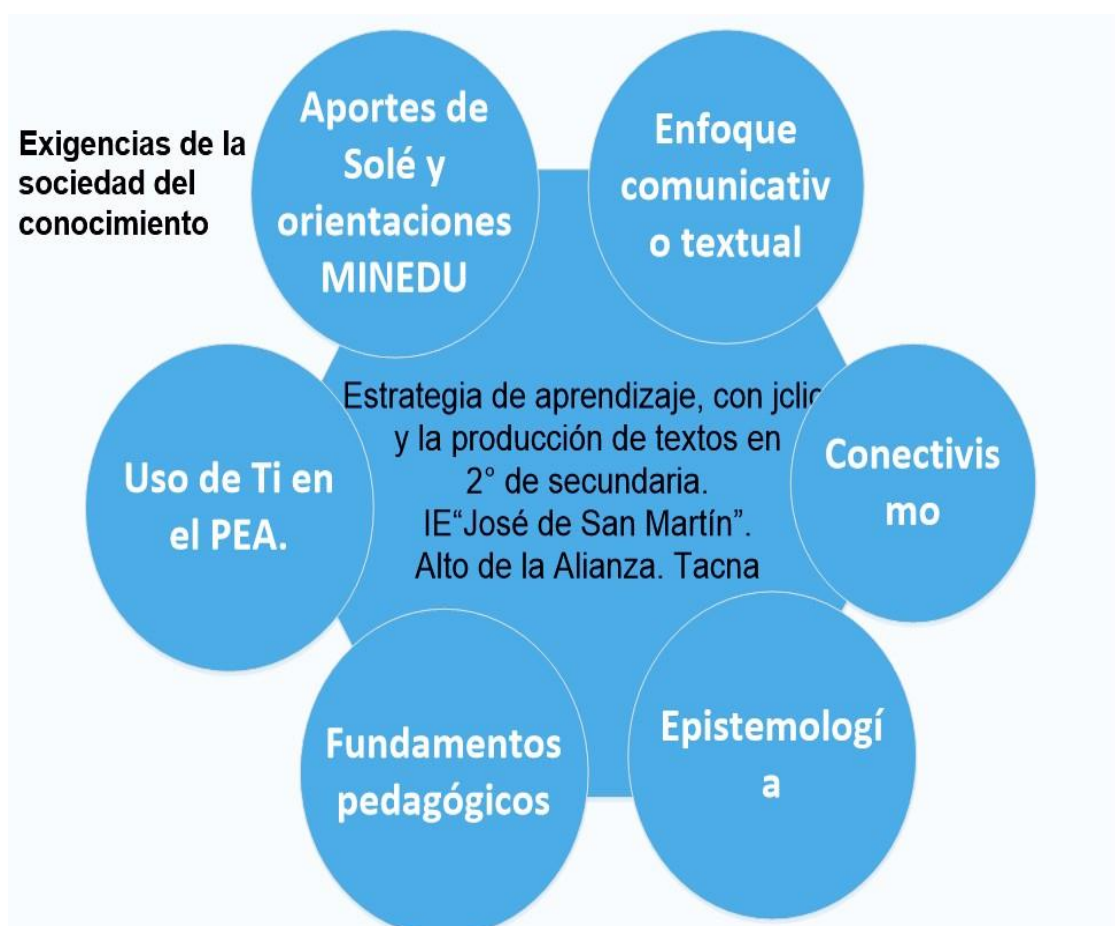 Exigencias de la
sociedad del
conocimiento
Aportes de
Solé y
orientaciones
MINEDU
Enfoque
comunicativ
o textual
Estrategia de aprendizaje, con jclic
y la producción de textos en
2° de secundaria.
IE“José de San Martín”.
Alto de la Alianza. Tacna
Uso de Ti en
el PEA.
Conectivis
mo
Fundamentos
pedagógicos
Epistemologí
a